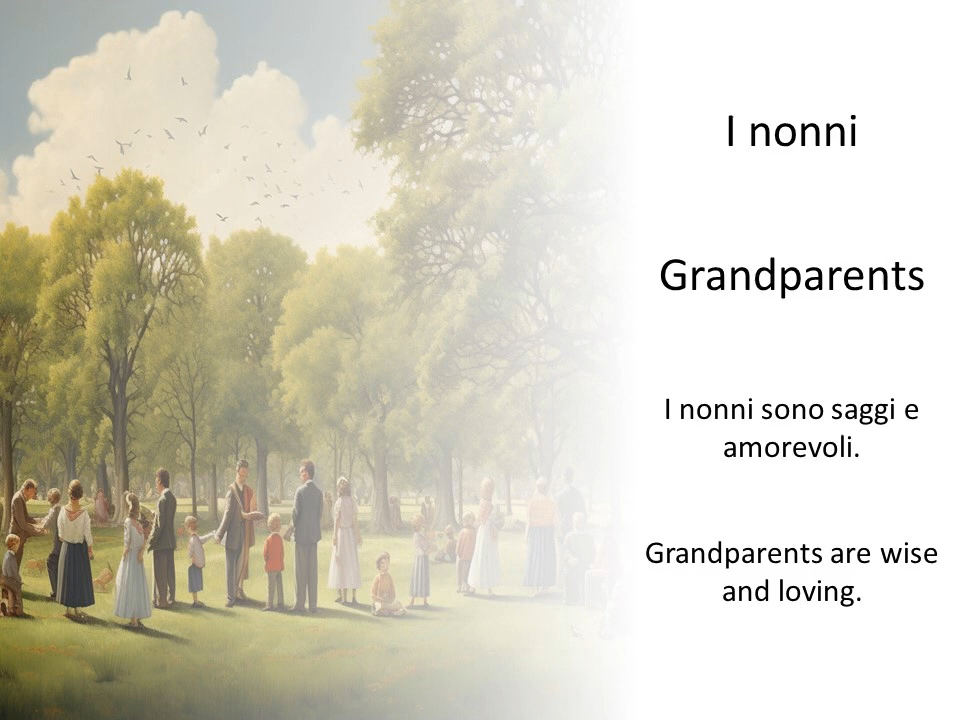 I nonni
Grandparents
I nonni sono saggi e
amorevoli.
Grandparents are wise
and loving.